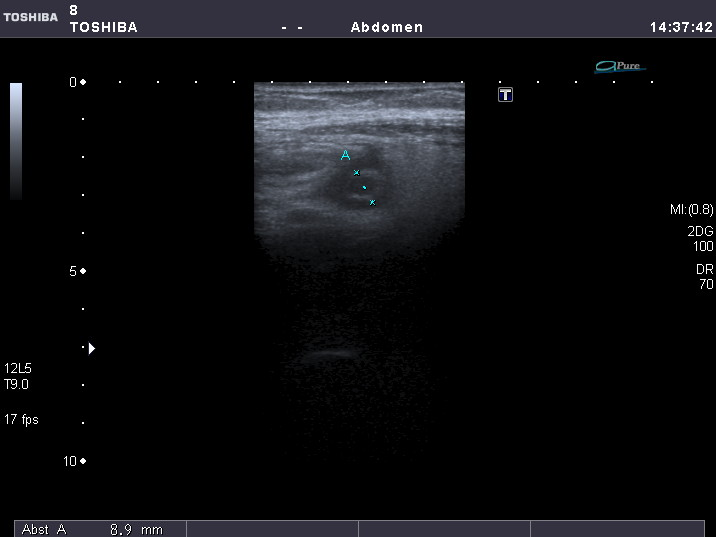 TOSHIBA
8
TOSHIBA
- -
Abdomen
14:37:42
aPure
0
T
A
MI:(0.8)
2DG
100
DR
70
5
12L5
T9.0
17 fps
10
Abst A 8.9 mm